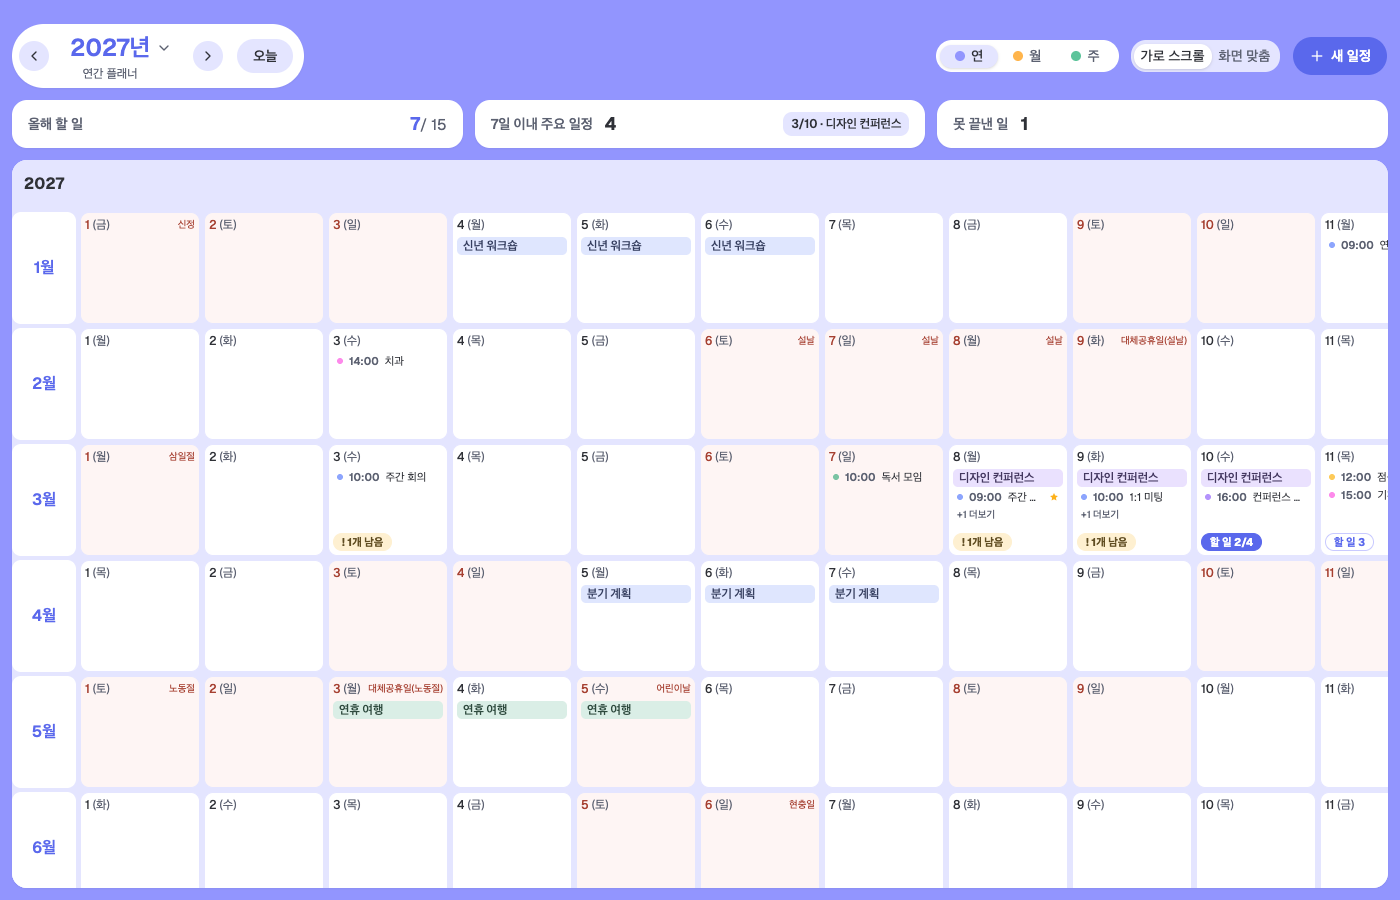 2027년
연간 플래너
오늘
연 월 주
가로 스크롤 화면 맞춤
+ 새 일정
올해 할 일 7/ 15
7일 이내 주요 일정 4 3/10 · 디자인 컨퍼런스
못 끝낸 일 1
2027
1월
1 (금) 신정
2 (토)
3 (일)
4 (월)
신년 워크숍
5 (화)
신년 워크숍
6 (수)
신년 워크숍
7 (목)
8 (금)
9 (토)
10 (일)
11 (월)
09:00
2월
1 (월)
2 (화)
3 (수)
14:00 치과
4 (목)
5 (금)
6 (토) 설날
7 (일) 설날
8 (월) 설날
9 (화) 대체공휴일(설날)
10 (수)
11 (목)
3월
1 (월) 삼일절
2 (화)
3 (수)
10:00 주간 회의
! 1개 남음
4 (목)
5 (금)
6 (토)
7 (일)
10:00 독서 모임
8 (월)
디자인 컨퍼런스
09:00 주간 ... ★
+1 더보기
! 1개 남음
9 (화)
디자인 컨퍼런스
10:00 1:1 미팅
+1 더보기
! 1개 남음
10 (수)
디자인 컨퍼런스
16:00 컨퍼런스 ...
할 일 2/4
11 (목)
12:00 점
15:00
할 일 3
4월
1 (목)
2 (금)
3 (토)
4 (일)
5 (월)
분기 계획
6 (화)
분기 계획
7 (수)
분기 계획
8 (목)
9 (금)
10 (토)
11 (일)
5월
1 (토) 노동절
2 (일)
3 (월) 대체공휴일(노동절)
연휴 여행
4 (화)
연휴 여행
5 (수) 어린이날
연휴 여행
6 (목)
7 (금)
8 (토)
9 (일)
10 (월)
11 (화)
6월
1 (화)
2 (수)
3 (목)
4 (금)
5 (토)
6 (일) 현충일
7 (월)
8 (화)
9 (수)
10 (목)
11 (금)